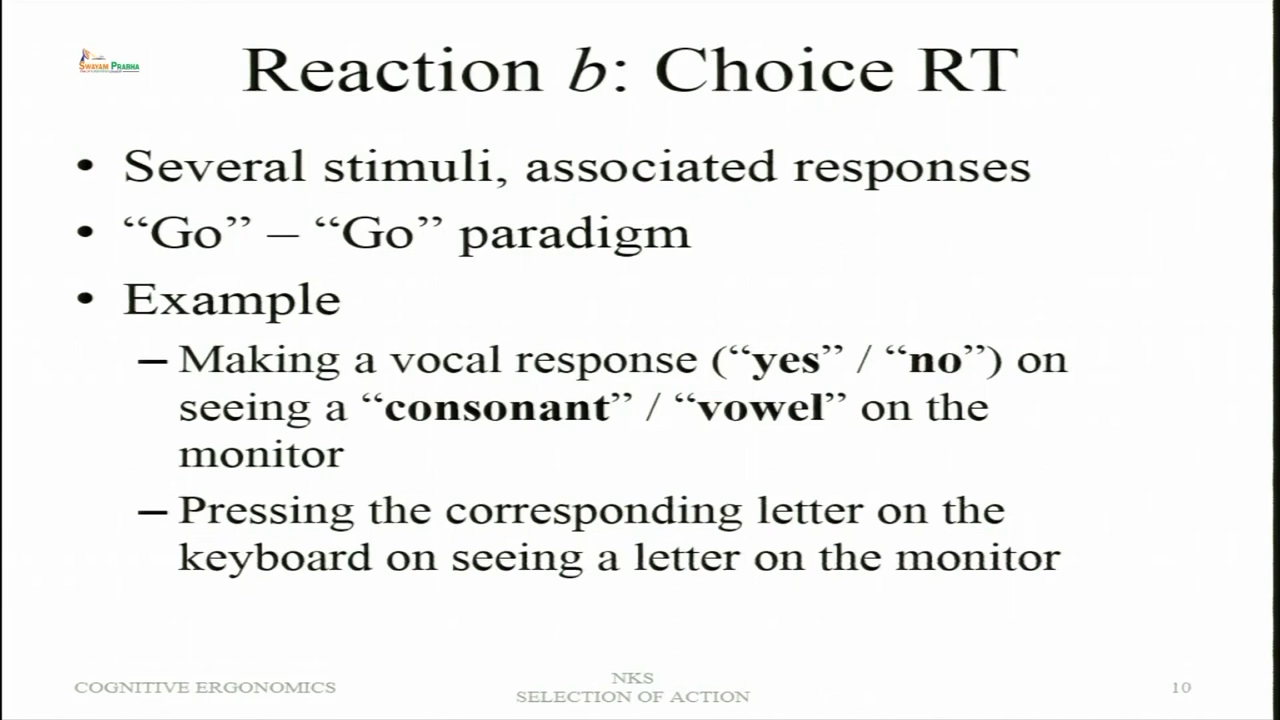 SWAYAM PRABHA
Reaction b: Choice RT
• Several stimuli, associated responses
• “Go” – “Go” paradigm
• Example
– Making a vocal response (“yes” / “no”) on
seeing a “consonant” / “vowel” on the
monitor
– Pressing the corresponding letter on the
keyboard on seeing a letter on the monitor
COGNITIVE ERGONOMICS
NKS
SELECTION OF ACTION
10